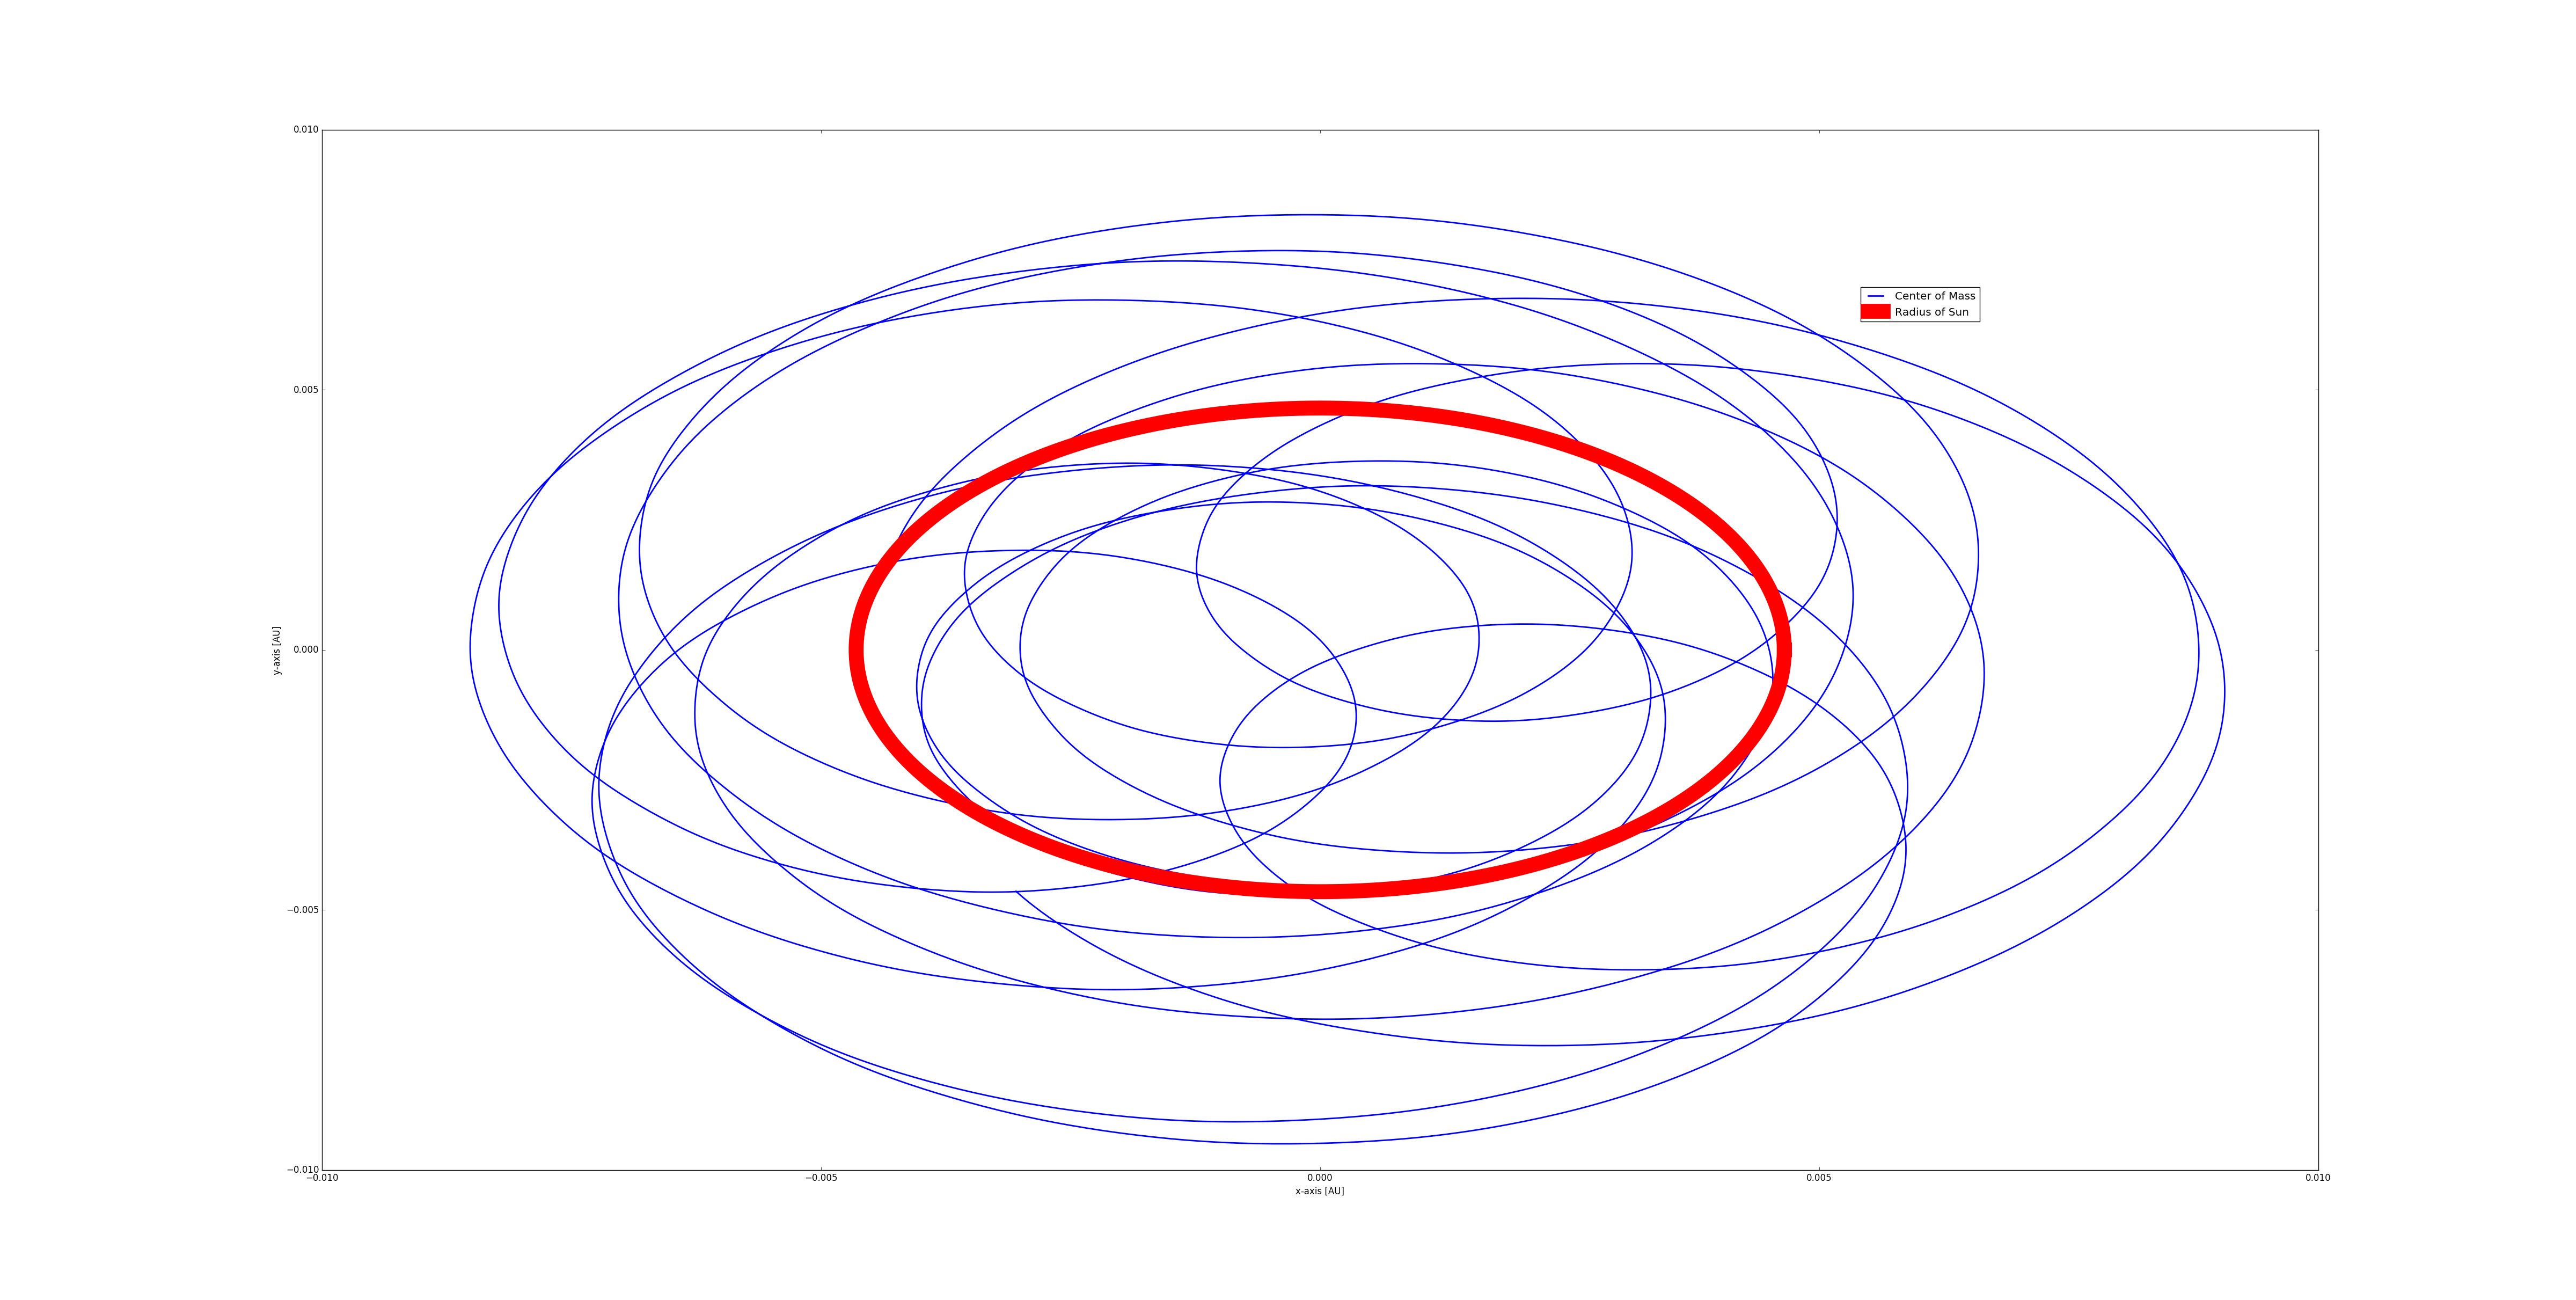 0.010
Center of Mass
Radius of Sun
0.005
y-axis [AU]
0.000
−0.005
−0.010
−0.010 −0.005 0.000 0.005 0.010
x-axis [AU]